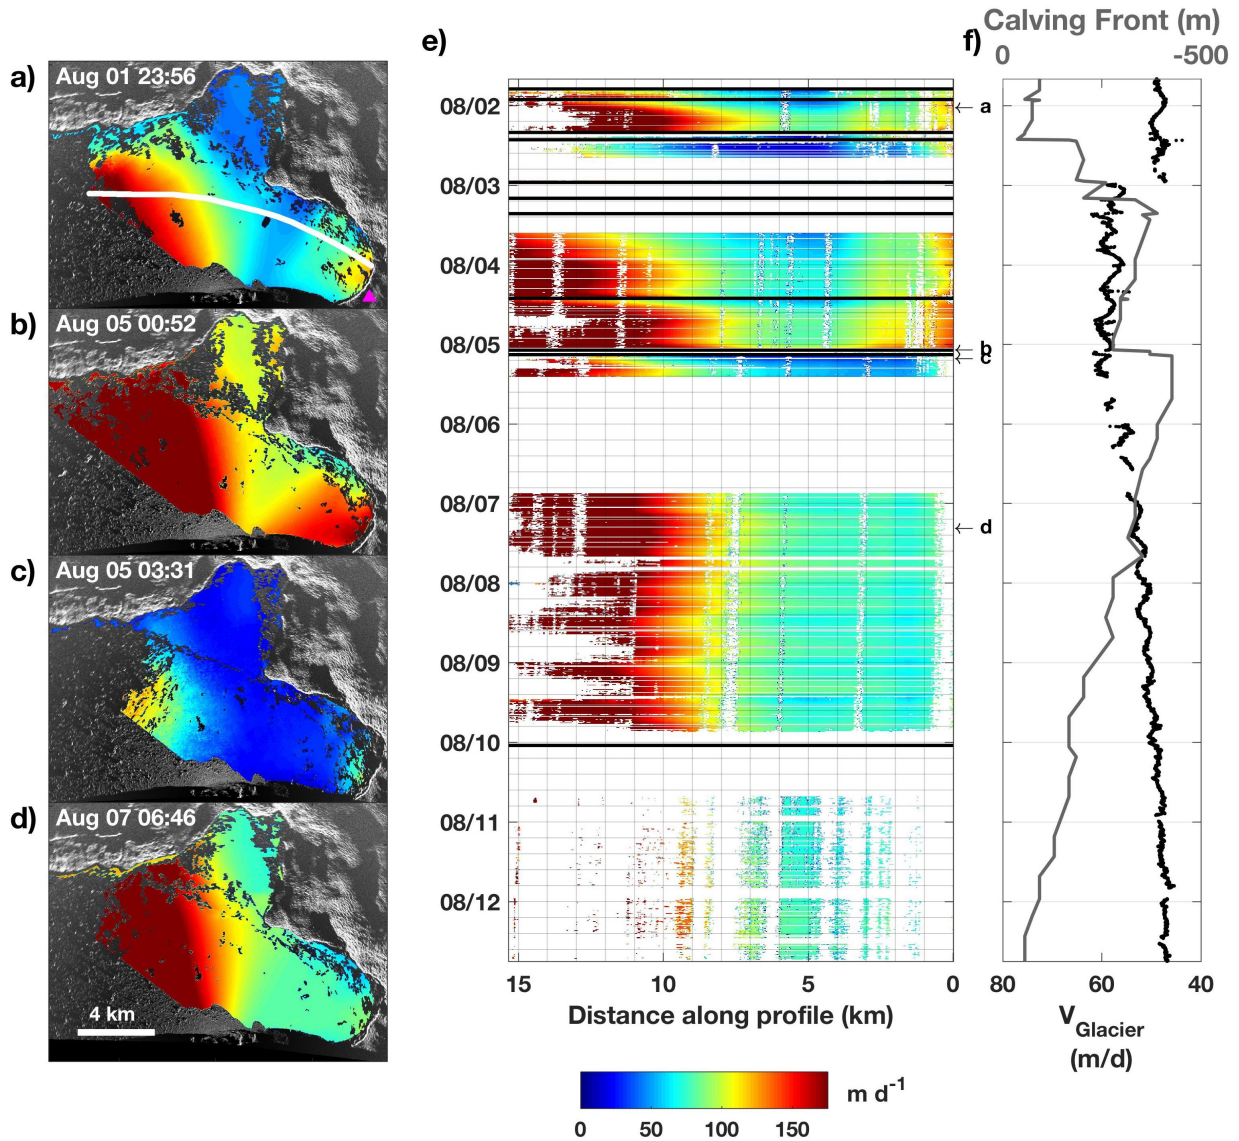 a)
Aug 01 23:56
b)
Aug 05 00:52
c)
Aug 05 03:31
d)
Aug 07 06:46
4 km
e)
08/02
08/03
08/04
08/05
08/06
08/07
08/08
08/09
08/10
08/11
08/12
← a
← b
← c
← d
15 10 5 0
Distance along profile (km)
0 50 100 150
m d-1
f)
Calving Front (m)
0 -500
80 60 40
VGlacier
(m/d)